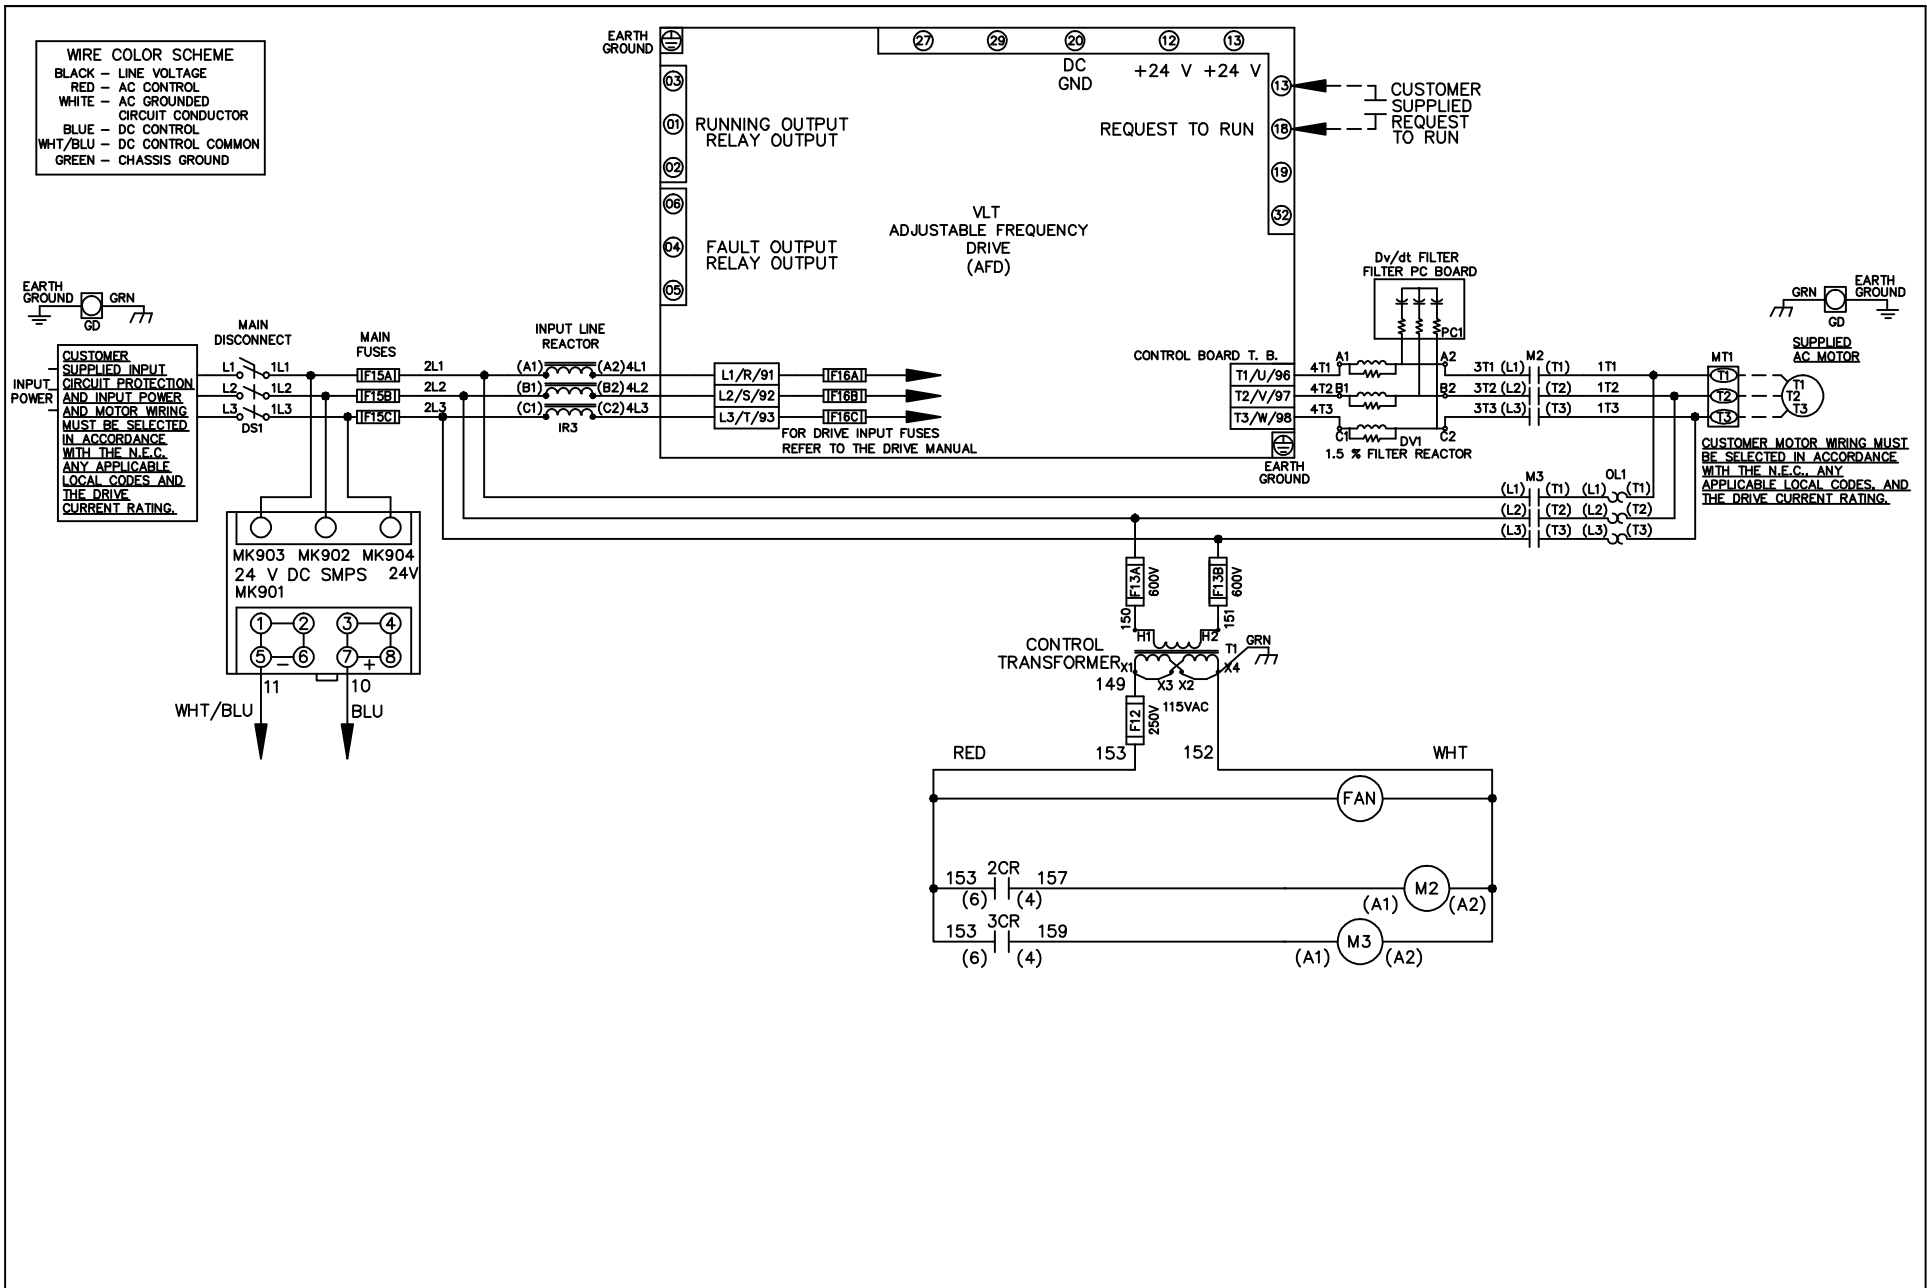 WIRE COLOR SCHEME
BLACK – LINE VOLTAGE
RED – AC CONTROL
WHITE – AC GROUNDED
CIRCUIT CONDUCTOR
BLUE – DC CONTROL
WHT/BLU – DC CONTROL COMMON
GREEN – CHASSIS GROUND
EARTH
GROUND
03
01
02
RUNNING OUTPUT
RELAY OUTPUT
06
04
05
FAULT OUTPUT
RELAY OUTPUT
27 29 20 12 13
DC
GND
+24 V +24 V
13
18
19
32
REQUEST TO RUN
CUSTOMER
SUPPLIED
REQUEST
TO RUN
VLT
ADJUSTABLE FREQUENCY
DRIVE
(AFD)
EARTH
GROUND
GRN
GD
INPUT
POWER
CUSTOMER
SUPPLIED INPUT
CIRCUIT PROTECTION
AND INPUT POWER
AND MOTOR WIRING
MUST BE SELECTED
IN ACCORDANCE
WITH THE N.E.C.
ANY APPLICABLE
LOCAL CODES AND
THE DRIVE
CURRENT RATING.
MAIN
DISCONNECT
L1 1L1
L2 1L2
L3 1L3
DS1
MAIN
FUSES
F15A
F15B
F15C
2L1
2L2
2L3
INPUT LINE
REACTOR
(A1) (A2) 4L1
(B1) (B2) 4L2
(C1) (C2) 4L3
IR3
L1/R/91
L2/S/92
L3/T/93
F16A
F16B
F16C
FOR DRIVE INPUT FUSES
REFER TO THE DRIVE MANUAL
CONTROL BOARD T. B.
T1/U/96
T2/V/97
T3/W/98
EARTH
GROUND
Dv/dt FILTER
FILTER PC BOARD
PC1
4T1 A1 A2
4T2 B1 B2
4T3
C1 C2
DV1
1.5 % FILTER REACTOR
M2
3T1 (L1) (T1) 1T1
3T2 (L2) (T2) 1T2
3T3 (L3) (T3) 1T3
MT1
T1
T2
T3
GRN
GD
EARTH
GROUND
SUPPLIED
AC MOTOR
T1
T2
T3
CUSTOMER MOTOR WIRING MUST
BE SELECTED IN ACCORDANCE
WITH THE N.E.C., ANY
APPLICABLE LOCAL CODES, AND
THE DRIVE CURRENT RATING.
M3 OL1
(L1) (T1) (L1) (T1)
(L2) (T2) (L2) (T2)
(L3) (T3) (L3) (T3)
MK903 MK902 MK904
24 V DC SMPS 24V
MK901
1 2 3 4
5 – 6 7 + 8
11 10
WHT/BLU BLU
F13A 600V
F13B 600V
150 151
H1 H2
T1
GRN
CONTROL
TRANSFORMER
X1 X3 X2 X4
149
F12 250V
115VAC
RED 153 152 WHT
FAN
2CR
153 157
(6) (4)
M2
(A1) (A2)
3CR
153 159
(6) (4)
M3
(A1) (A2)